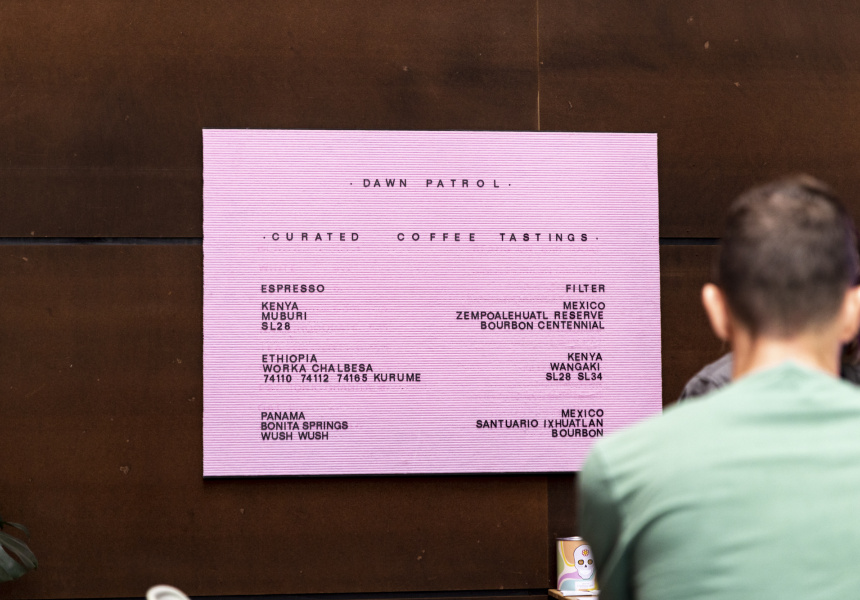 · DAWN PATROL ·
· CURATED COFFEE TASTINGS ·
ESPRESSO
KENYA
MUBURI
SL28
ETHIOPIA
WORKA CHALBESA
74110 74112 74165 KURUME
PANAMA
BONITA SPRINGS
WUSH WUSH
FILTER
MEXICO
ZEMPOALEHUATL RESERVE
BOURBON CENTENNIAL
KENYA
WANGAKI
SL28 SL34
MEXICO
SANTUARIO IXHUATLAN
BOURBON